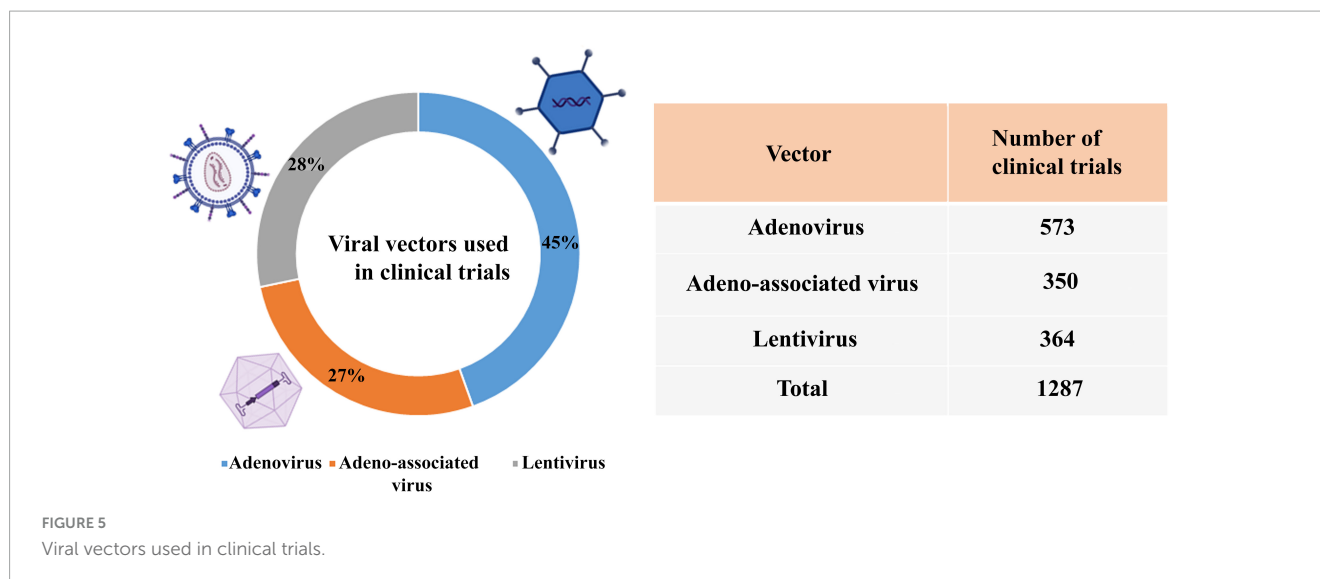 28%
Viral vectors used
in clinical trials
45%
27%
Adenovirus Adeno-associated Lentivirus
virus
Vector Number of
clinical trials
Adenovirus 573
Adeno-associated virus 350
Lentivirus 364
Total 1287
FIGURE 5
Viral vectors used in clinical trials.